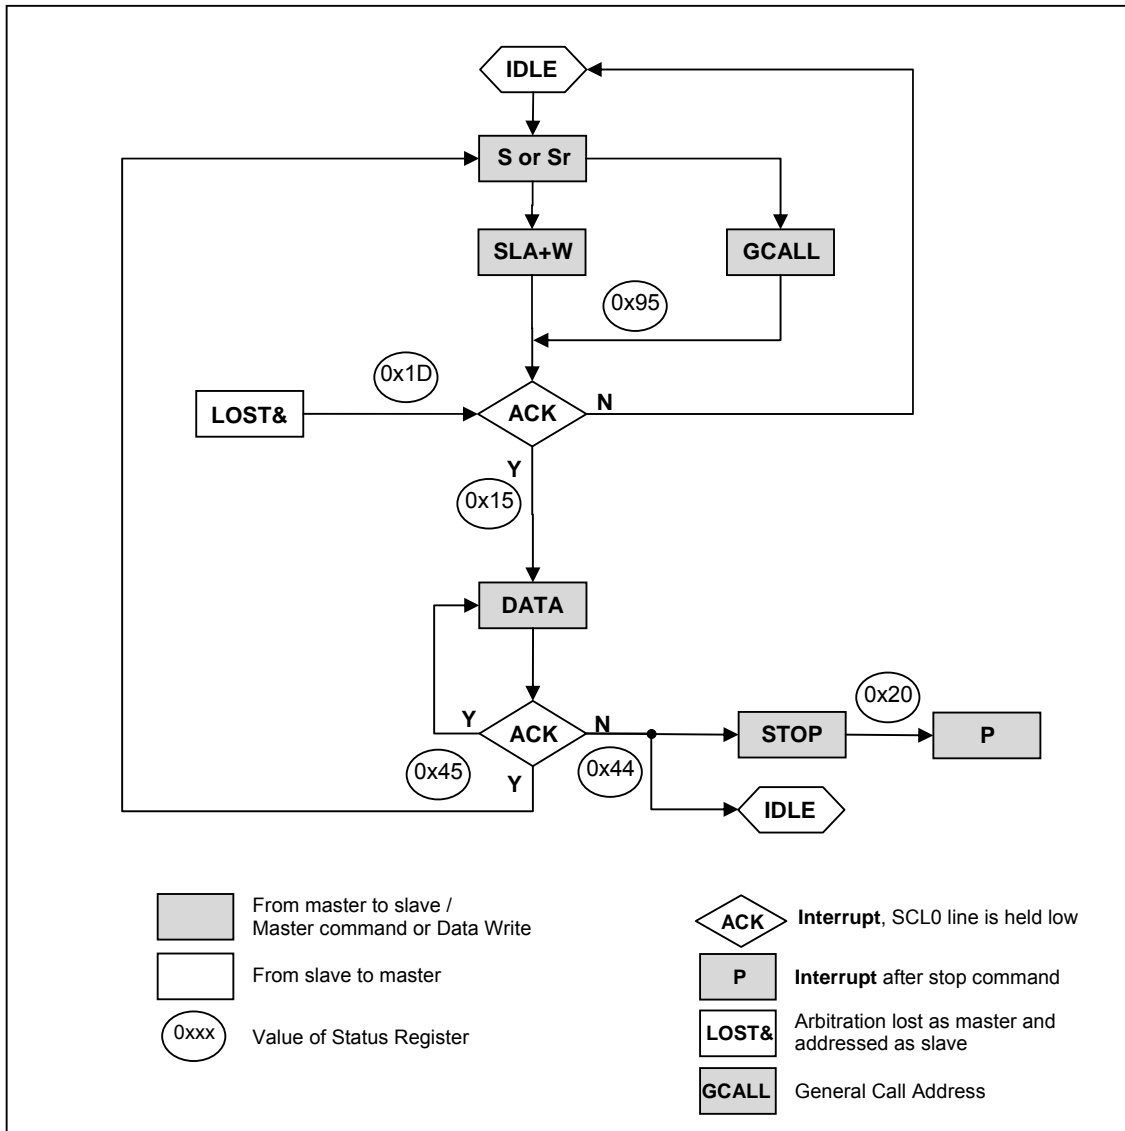 IDLE
S or Sr
SLA+W
GCALL
0x95
0x1D
LOST&
ACK
N
Y
0x15
DATA
Y
ACK
N
0x20
STOP
P
0x45
Y
0x44
IDLE
From master to slave /
Master command or Data Write
From slave to master
0xxx
Value of Status Register
ACK
Interrupt, SCL0 line is held low
P
Interrupt after stop command
LOST&
Arbitration lost as master and
addressed as slave
GCALL
General Call Address